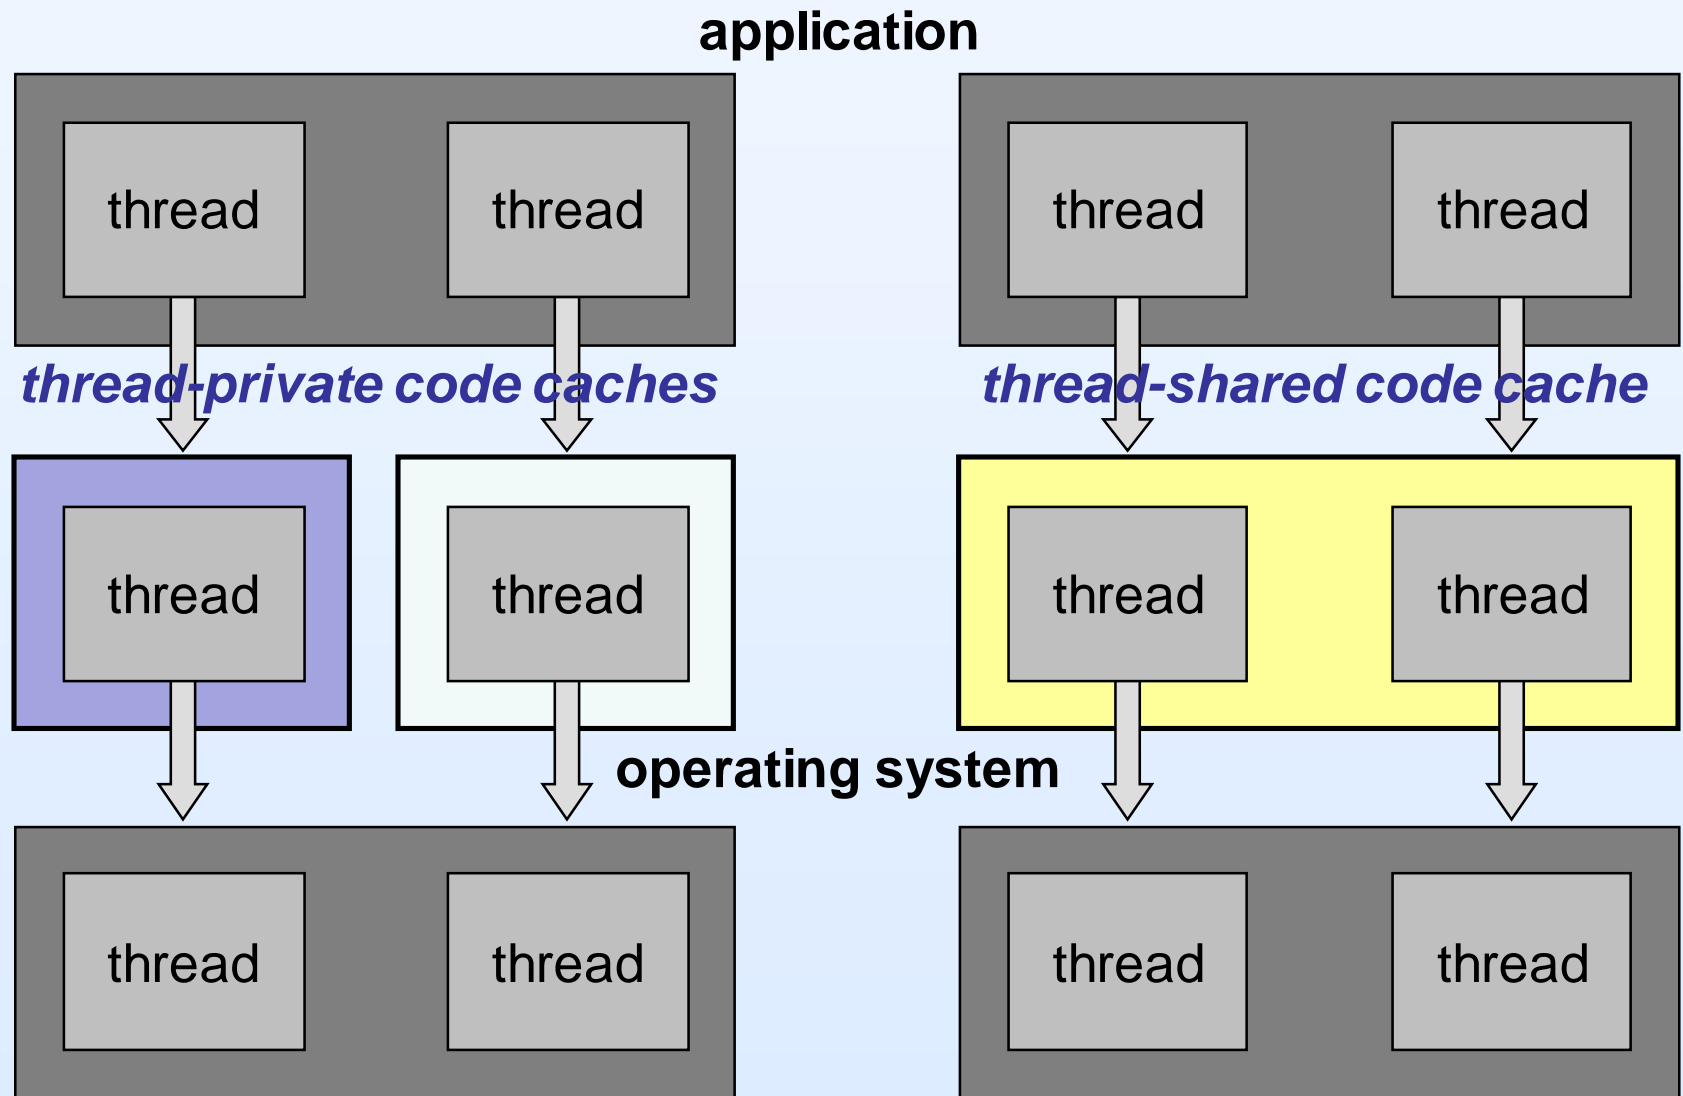 application
thread
thread
thread
thread
thread-private code caches
thread-shared code cache
thread
thread
thread
thread
operating system
thread
thread
thread
thread